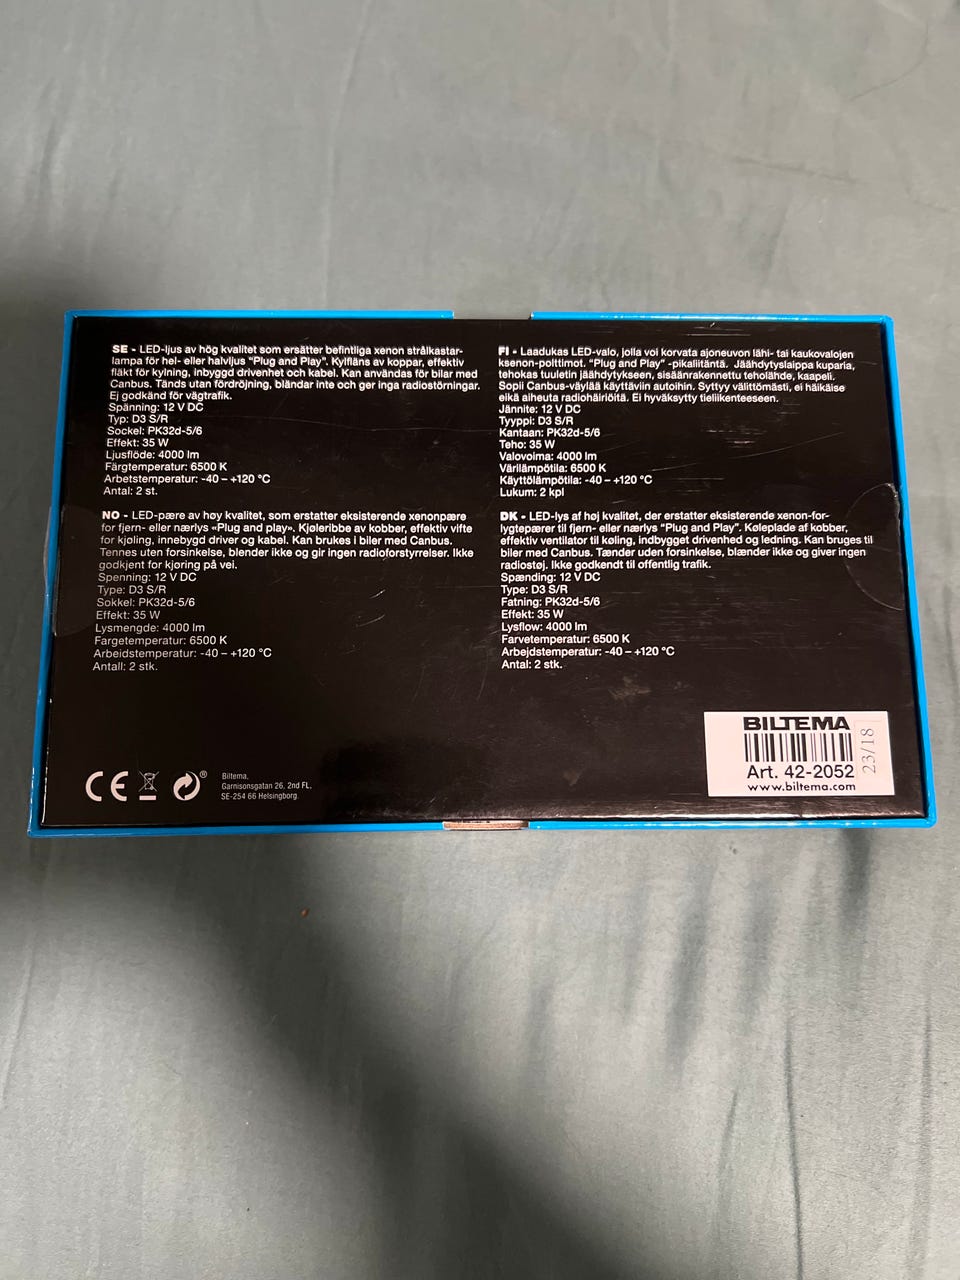 SE - LED-ljus av hög kvalitet som ersätter befintliga xenon strålkastar-
lampa för hel- eller halvljus "Plug and Play". Kylfläns av koppar, effektiv
fläkt för kylning, inbyggd drivenhet och kabel. Kan användas för bilar med
Canbus. Tänds utan fördröjning, bländar inte och ger inga radiostörningar.
Ej godkänd för vägtrafik.
Spänning: 12 V DC
Typ: D3 S/R
Sockel: PK32d-5/6
Effekt: 35 W
Ljusflöde: 4000 lm
Färgtemperatur: 6500 K
Arbetstemperatur: -40 – +120 °C
Antal: 2 st.
NO - LED-pære av høy kvalitet, som erstatter eksisterende xenonpære
for fjern- eller nærlys «Plug and play». Kjøleribbe av kobber, effektiv vifte
for kjøling, innebygd driver og kabel. Kan brukes i biler med Canbus.
Tennes uten forsinkelse, blender ikke og gir ingen radioforstyrrelser. Ikke
godkjent for kjøring på vei.
Spenning: 12 V DC
Type: D3 S/R
Sokkel: PK32d-5/6
Effekt: 35 W
Lysmengde: 4000 lm
Fargetemperatur: 6500 K
Arbeidstemperatur: -40 – +120 °C
Antall: 2 stk.
FI - Laadukas LED-valo, jolla voi korvata ajoneuvon lähi- tai kaukovalojen
ksenon-polttimot. "Plug and Play" -pikaliitäntä. Jäähdytyslaippa kuparia,
tehokas tuuletin jäähdytykseen, sisäänrakennettu teholähde, kaapeli.
Sopii Canbus-väylää käyttäviin autoihin. Syttyy välittömästi, ei häikäise
eikä aiheuta radiohäiriöitä. Ei hyväksytty tieliikenteeseen.
Jännite: 12 V DC
Tyyppi: D3 S/R
Kantaan: PK32d-5/6
Teho: 35 W
Valovoima: 4000 lm
Värilämpötila: 6500 K
Käyttölämpötila: -40 – +120 °C
Lukum: 2 kpl
DK - LED-lys af høj kvalitet, der erstatter eksisterende xenon-for-
lygtepærer til fjern- eller nærlys "Plug and Play". Køleplade af kobber,
effektiv ventilator til køling, indbygget drivenhed og ledning. Kan bruges til
biler med Canbus. Tænder uden forsinkelse, blænder ikke og giver ingen
radiostøj. Ikke godkendt til offentlig trafik.
Spænding: 12 V DC
Type: D3 S/R
Fatning: PK32d-5/6
Effekt: 35 W
Lysflow: 4000 lm
Farvetemperatur: 6500 K
Arbejdstemperatur: -40 – +120 °C
Antal: 2 stk.
CE
Biltema,
Garnisonsgatan 26, 2nd FL,
SE-254 66 Helsingborg.
BILTEMA
Art. 42-2052
www.biltema.com
23/18